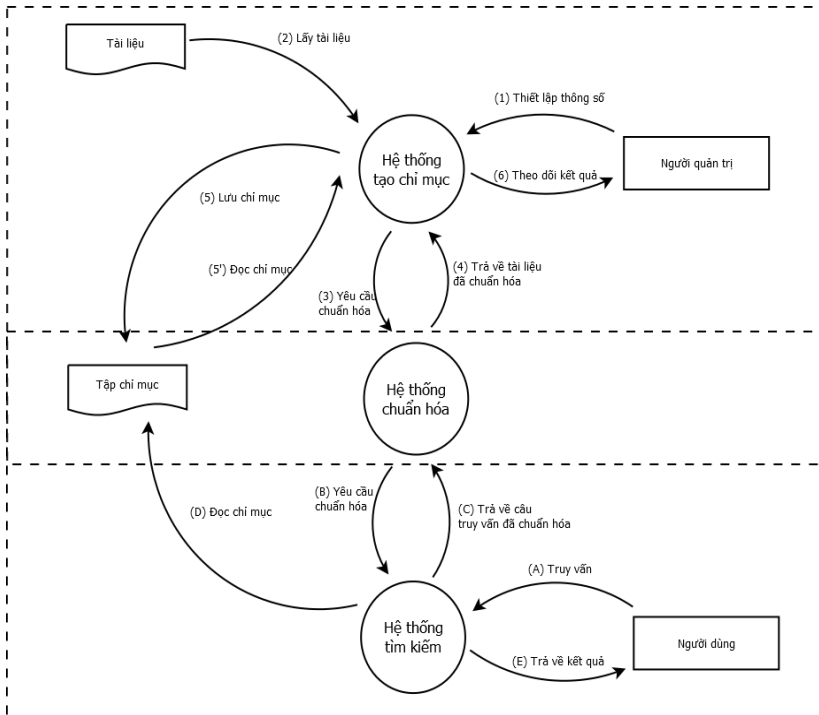 Tài liệu
(2) Lấy tài liệu
(1) Thiết lập thông số
Hệ thống
tạo chỉ mục
Người quản trị
(6) Theo dõi kết quả
(5) Lưu chỉ mục
(5') Đọc chỉ mục
(4) Trả về tài liệu
đã chuẩn hóa
(3) Yêu cầu
chuẩn hóa
Tập chỉ mục
Hệ thống
chuẩn hóa
(B) Yêu cầu
chuẩn hóa
(C) Trả về câu
truy vấn đã chuẩn hóa
(D) Đọc chỉ mục
(A) Truy vấn
Hệ thống
tìm kiếm
Người dùng
(E) Trả về kết quả